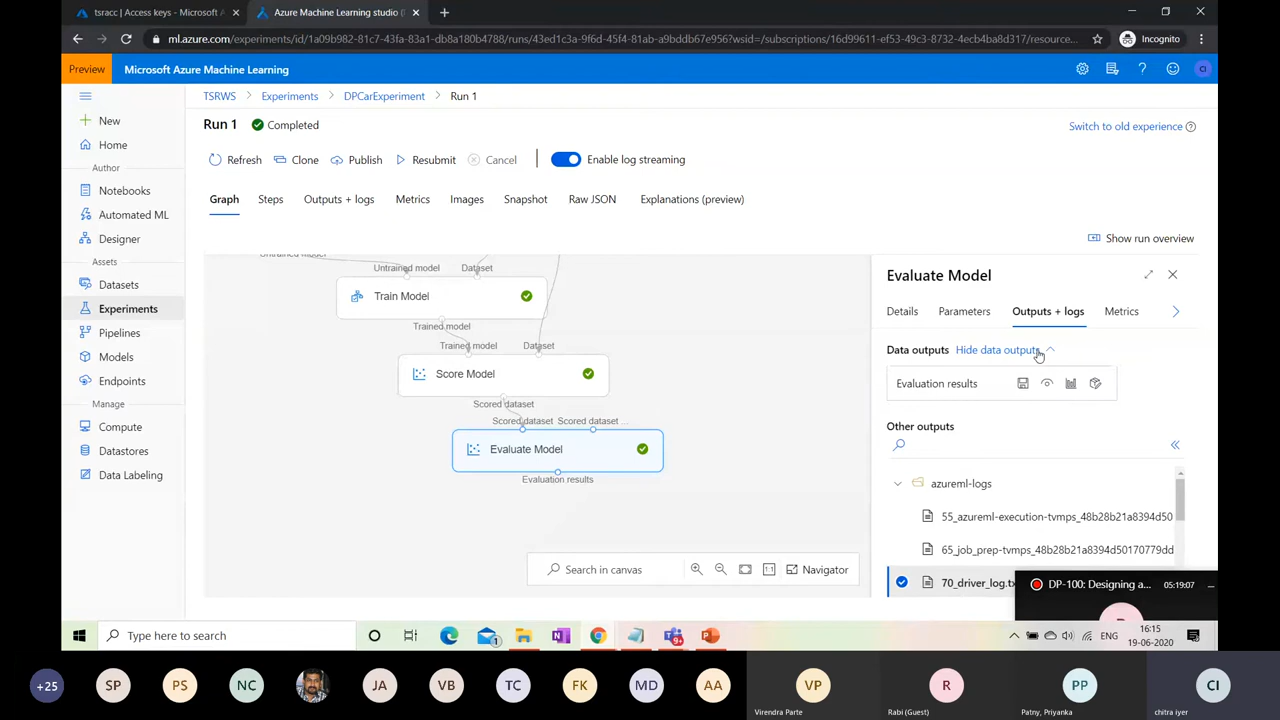 tsracc | Access keys - Microsoft A
Azure Machine Learning studio (
ml.azure.com/experiments/id/1a09b982-81c7-43fa-83a1-db8a180b4788/runs/43ed1c3a-9f6d-45f4-81ab-a9bddb67e956?wsid=/subscriptions/16d99611-ef53-49c3-8732-4ecb4ba8d317/resource...
Incognito
Preview
Microsoft Azure Machine Learning
CI
New
Home
Author
Notebooks
Automated ML
Designer
Assets
Datasets
Experiments
Pipelines
Models
Endpoints
Manage
Compute
Datastores
Data Labeling
TSRWS > Experiments > DPCarExperiment > Run 1
Run 1 Completed
Switch to old experience
Refresh Clone Publish Resubmit Cancel Enable log streaming
Graph Steps Outputs + logs Metrics Images Snapshot Raw JSON Explanations (preview)
Show run overview
Untrained model
Untrained model Dataset
Train Model
Trained model
Trained model Dataset
Score Model
Scored dataset
Scored dataset Scored dataset ...
Evaluate Model
Evaluation results
Search in canvas
1:1
Navigator
Evaluate Model
Details Parameters Outputs + logs Metrics
Data outputs Hide data outputs
Evaluation results
Other outputs
azureml-logs
55_azureml-execution-tvmps_48b28b21a8394d50
65_job_prep-tvmps_48b28b21a8394d50170779dd
70_driver_log.tx
DP-100: Designing a... 05:19:07
Type here to search
1
9+
ENG
16:15
19-06-2020
+25 SP PS NC JA VB TC FK MD AA VP R PP CI
Virendra Parte
Rabi (Guest)
Patny, Priyanka
chitra iyer